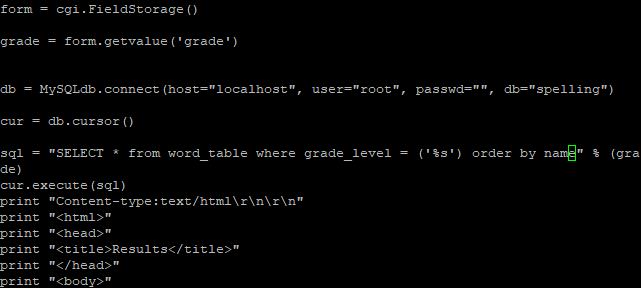 form = cgi.FieldStorage()
grade = form.getvalue('grade')
db = MySQLdb.connect(host="localhost", user="root", passwd="", db="spelling")
cur = db.cursor()
sql = "SELECT * from word_table where grade_level = ('%s') order by name" % (gra
de)
cur.execute(sql)
print "Content-type:text/html\r\n\r\n"
print "<html>"
print "<head>"
print "<title>Results</title>"
print "</head>"
print "<body>"